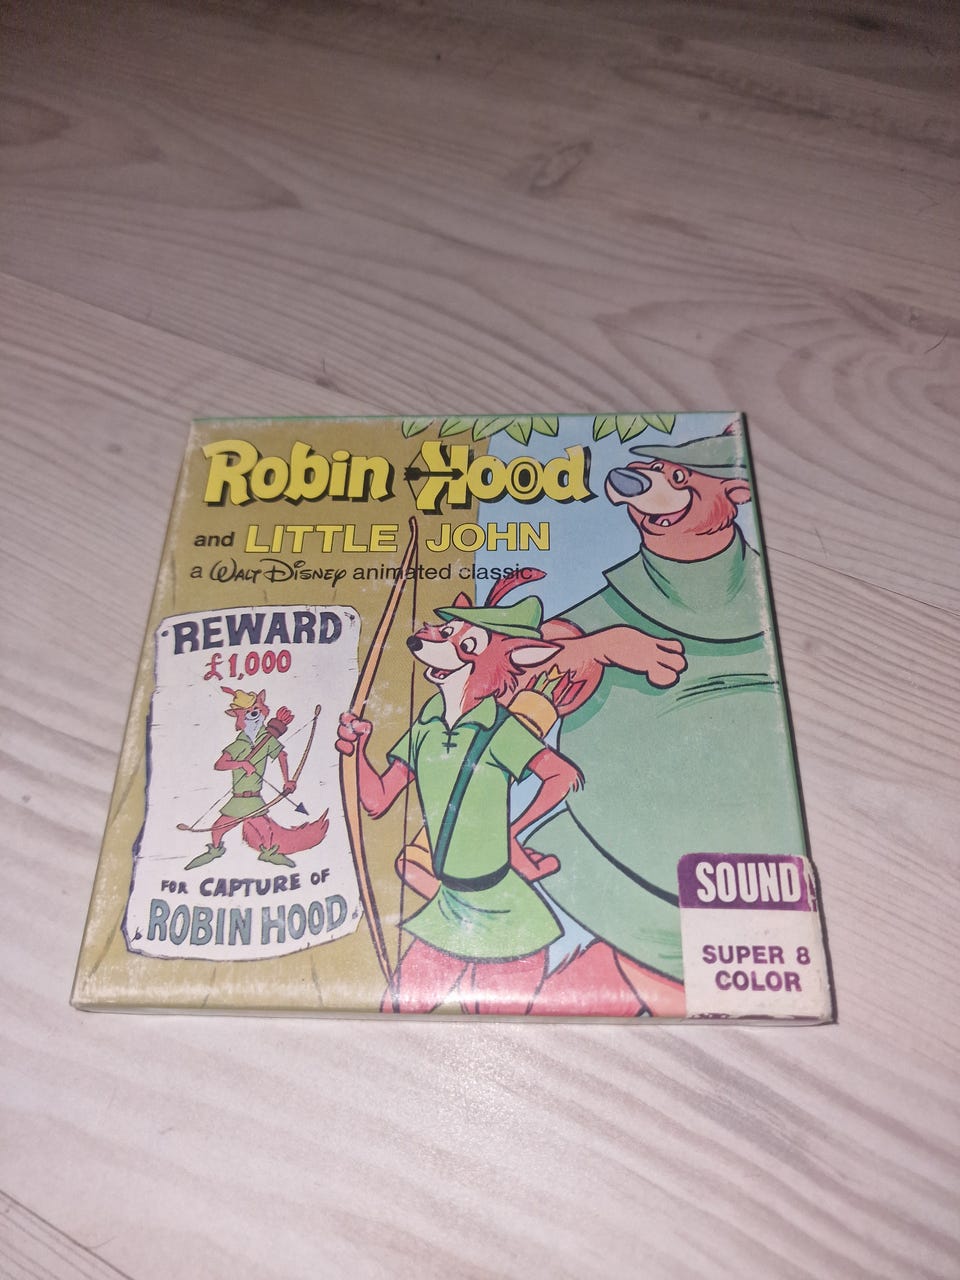 Robin Hood
and LITTLE JOHN
a WALT DISNEY animated classic
REWARD
£1,000
FOR CAPTURE OF
ROBIN HOOD
SOUND
SUPER 8
COLOR